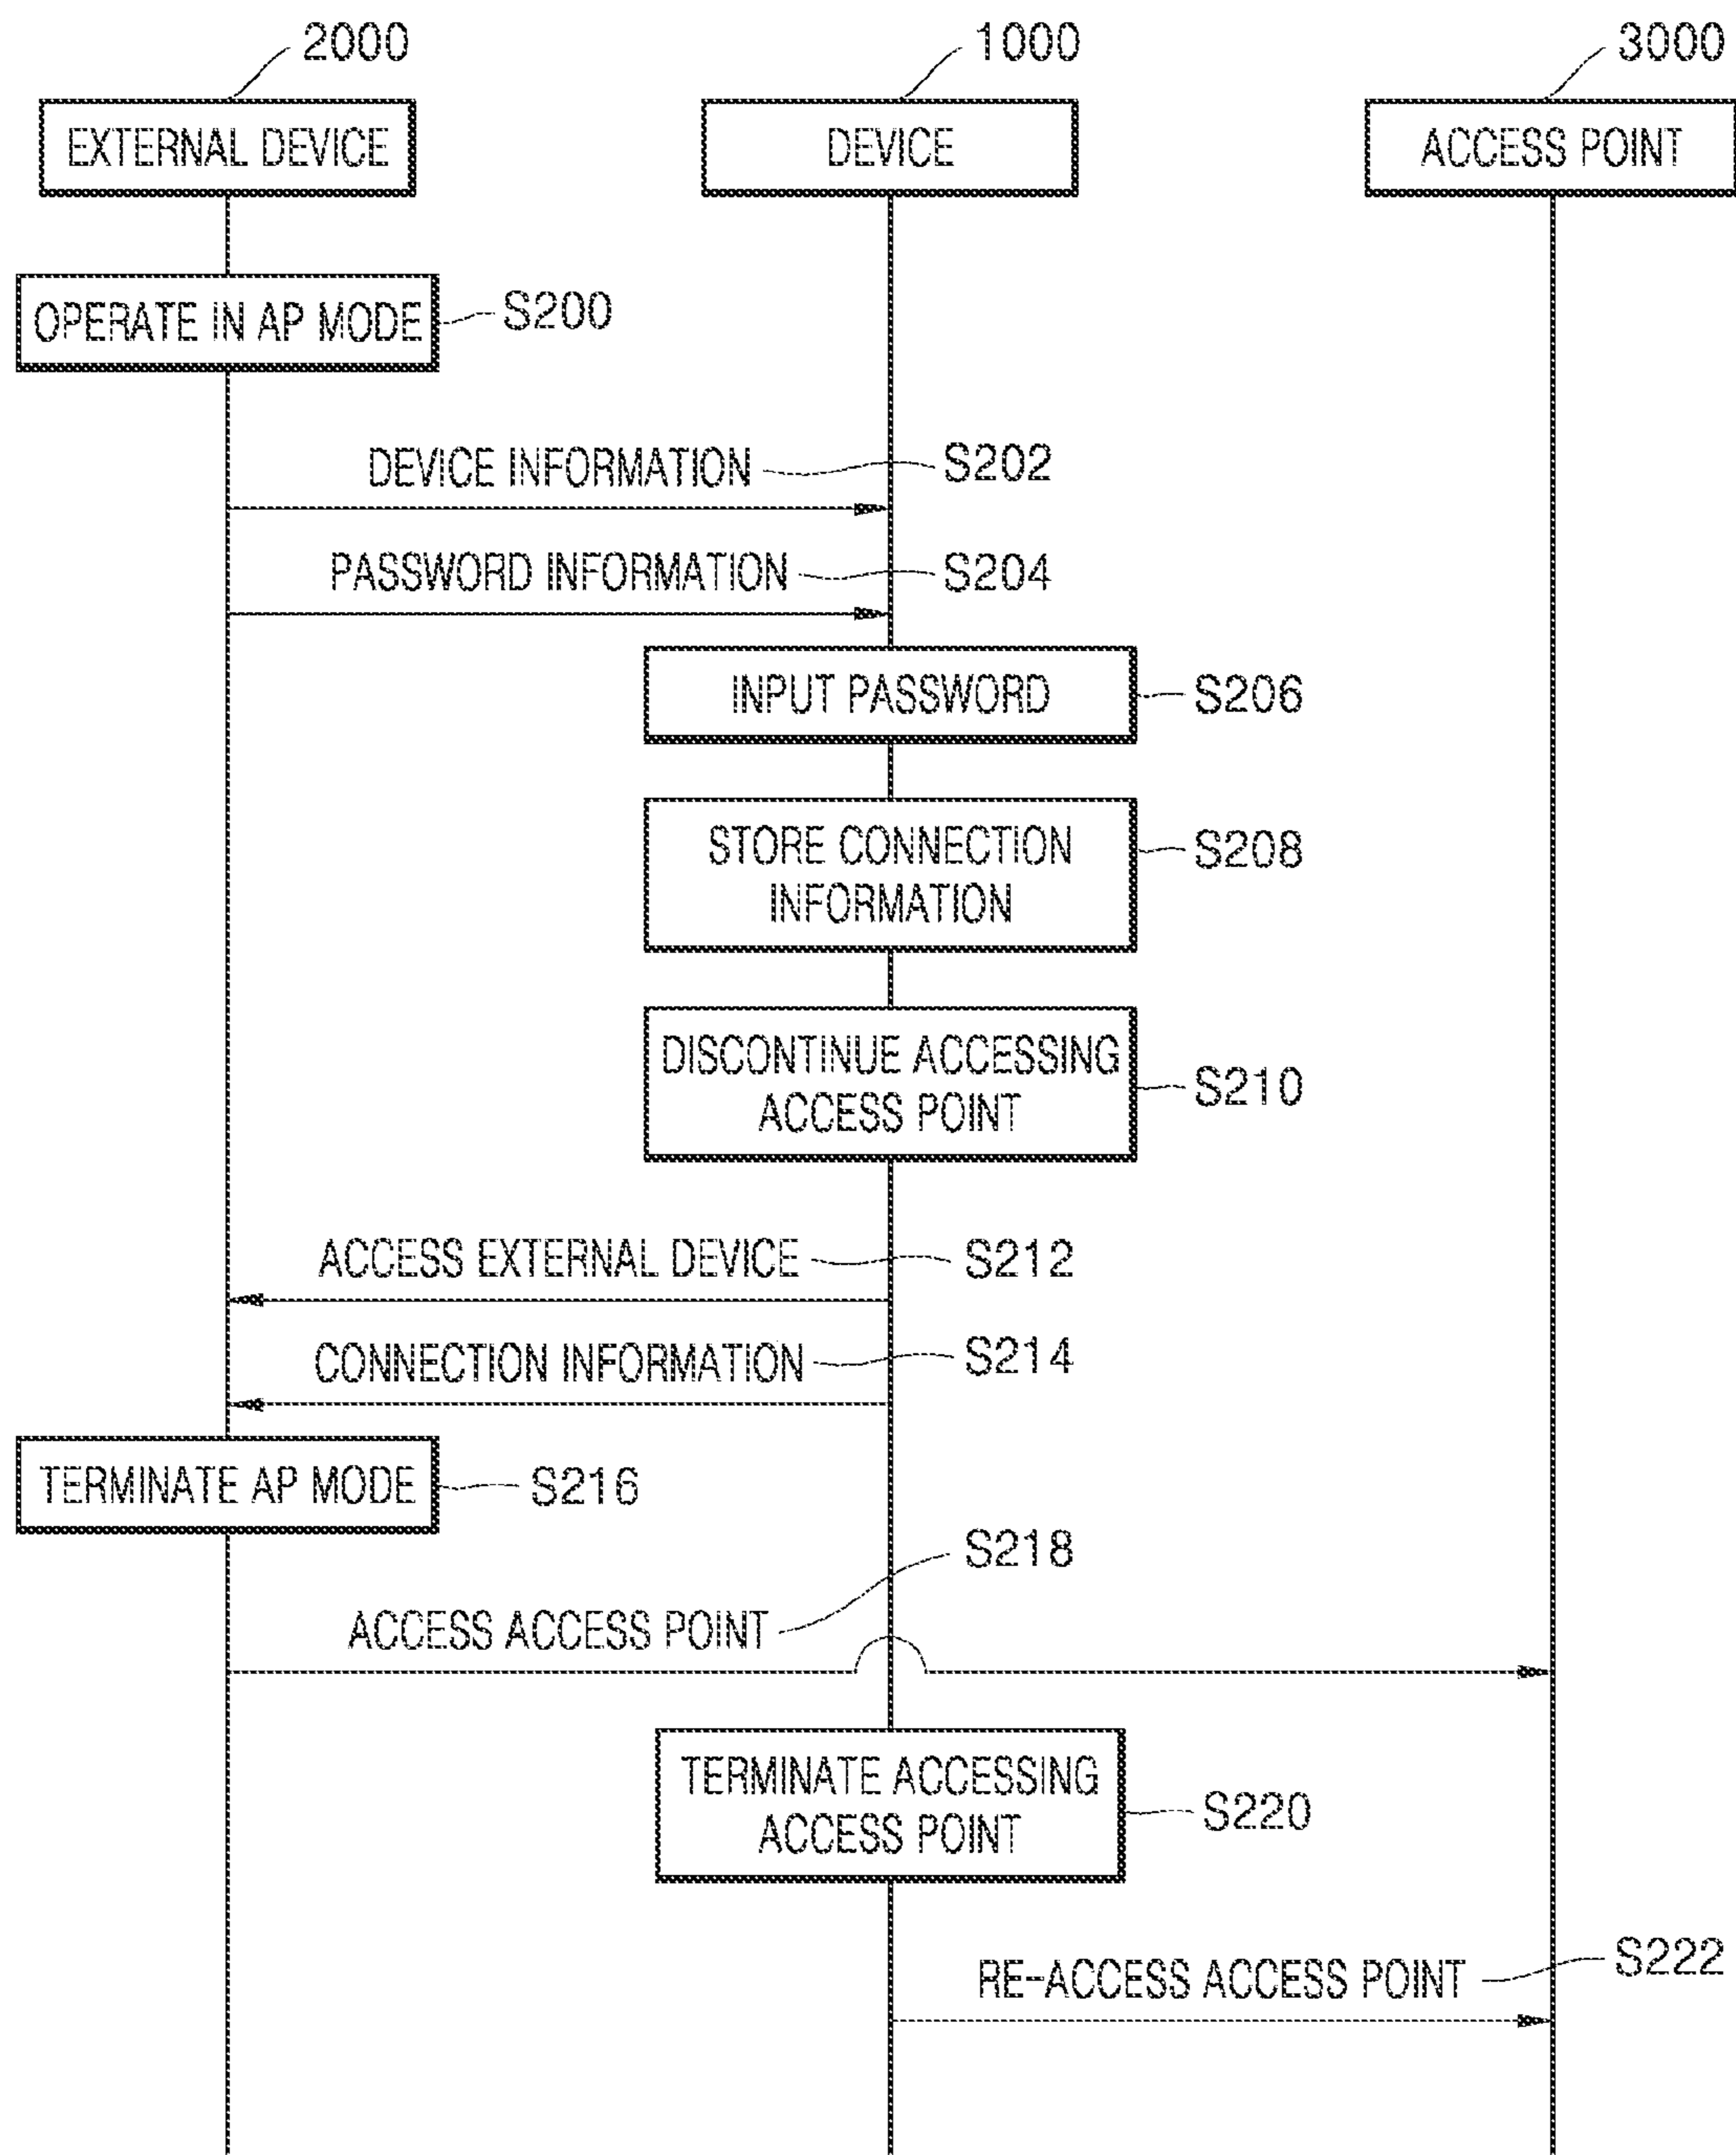 2000
1000
3000
EXTERNAL DEVICE
DEVICE
ACCESS POINT
OPERATE IN AP MODE
S200
DEVICE INFORMATION
S202
PASSWORD INFORMATION
S204
INPUT PASSWORD
S206
STORE CONNECTION
INFORMATION
S208
DISCONTINUE ACCESSING
ACCESS POINT
S210
ACCESS EXTERNAL DEVICE
S212
CONNECTION INFORMATION
S214
TERMINATE AP MODE
S216
S218
ACCESS ACCESS POINT
TERMINATE ACCESSING
ACCESS POINT
S220
RE-ACCESS ACCESS POINT
S222